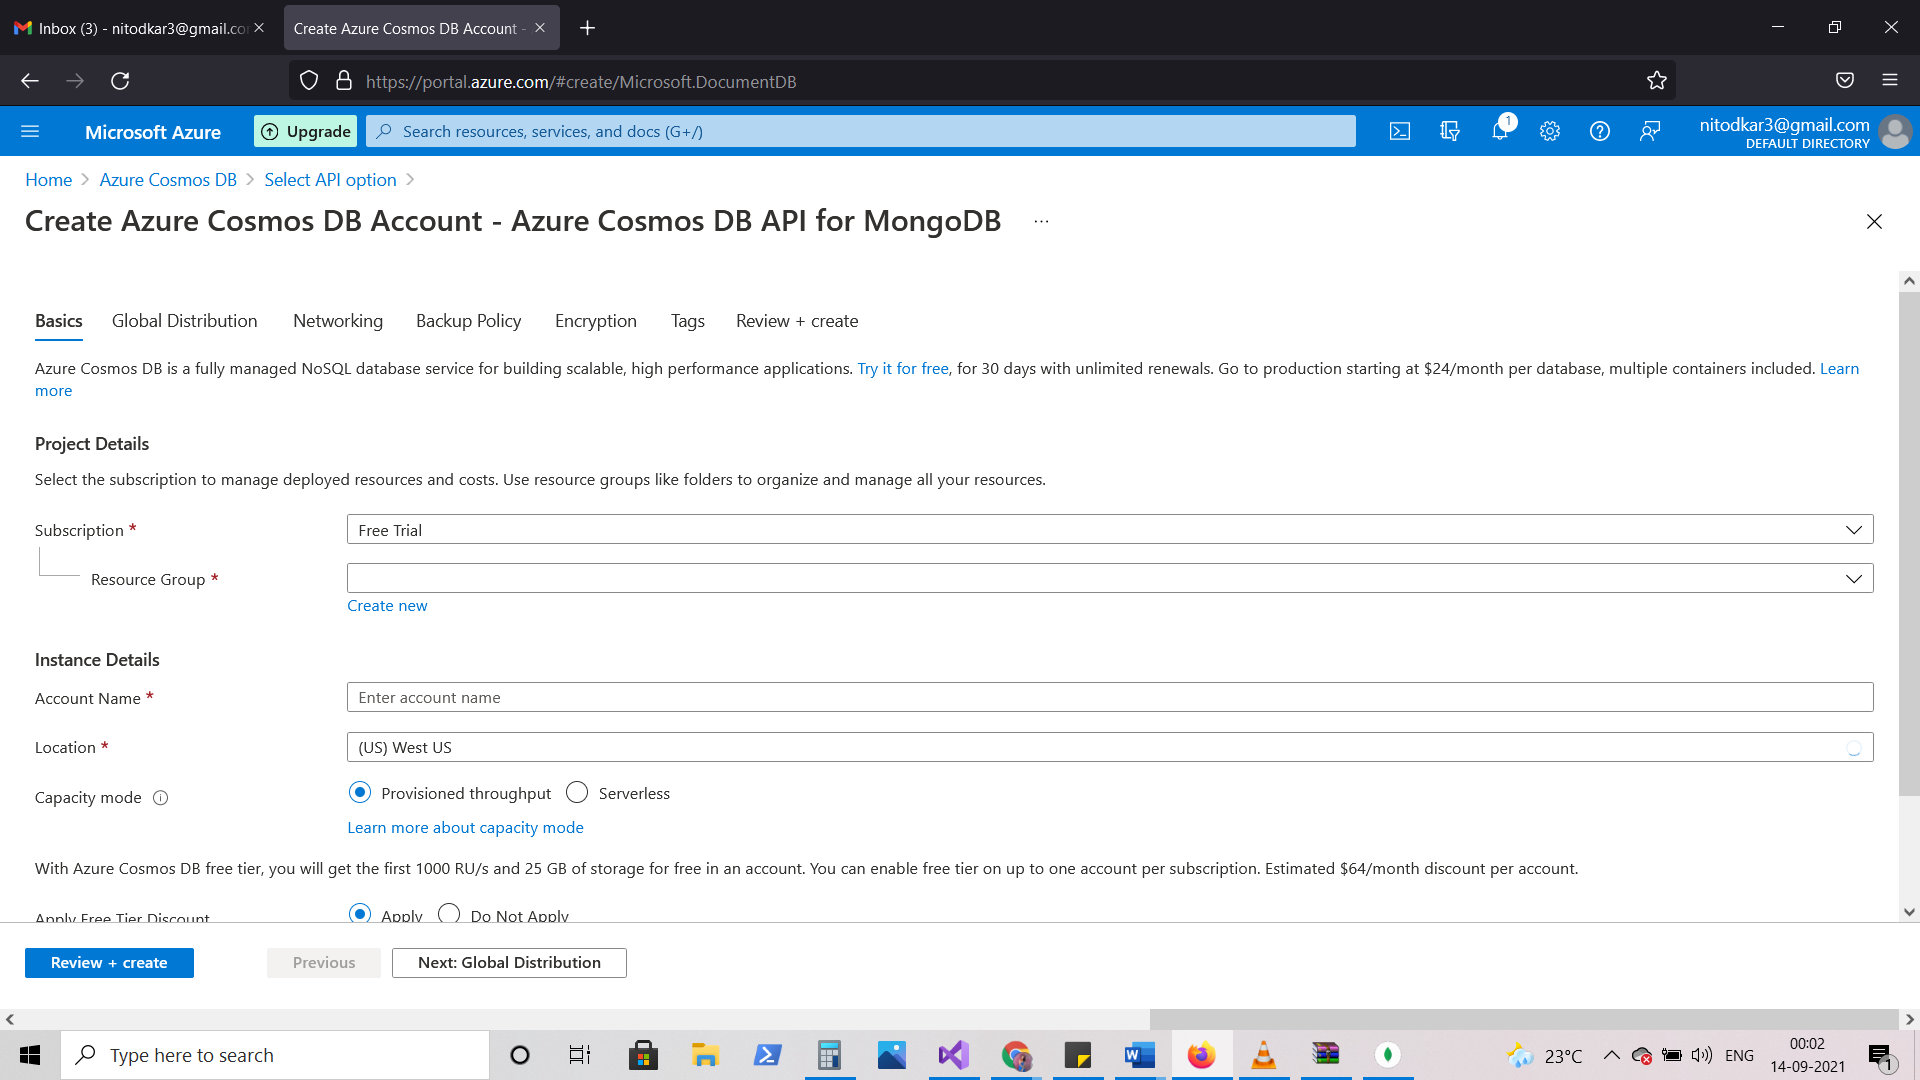 Inbox (3) - nitodkar3@gmail.co
Create Azure Cosmos DB Account -
https://portal.azure.com/#create/Microsoft.DocumentDB
Microsoft Azure
Upgrade
Search resources, services, and docs (G+/)
1
nitodkar3@gmail.com
DEFAULT DIRECTORY
Home > Azure Cosmos DB > Select API option >
Create Azure Cosmos DB Account - Azure Cosmos DB API for MongoDB ...
Basics Global Distribution Networking Backup Policy Encryption Tags Review + create
Azure Cosmos DB is a fully managed NoSQL database service for building scalable, high performance applications. Try it for free, for 30 days with unlimited renewals. Go to production starting at $24/month per database, multiple containers included. Learn
more
Project Details
Select the subscription to manage deployed resources and costs. Use resource groups like folders to organize and manage all your resources.
Subscription *
Free Trial
Resource Group *
Create new
Instance Details
Account Name *
Enter account name
Location *
(US) West US
Capacity mode
Provisioned throughput Serverless
Learn more about capacity mode
With Azure Cosmos DB free tier, you will get the first 1000 RU/s and 25 GB of storage for free in an account. You can enable free tier on up to one account per subscription. Estimated $64/month discount per account.
Apply Free Tier Discount
Apply Do Not Apply
Review + create
Previous
Next: Global Distribution
Type here to search
23°C
ENG
00:02
14-09-2021
1